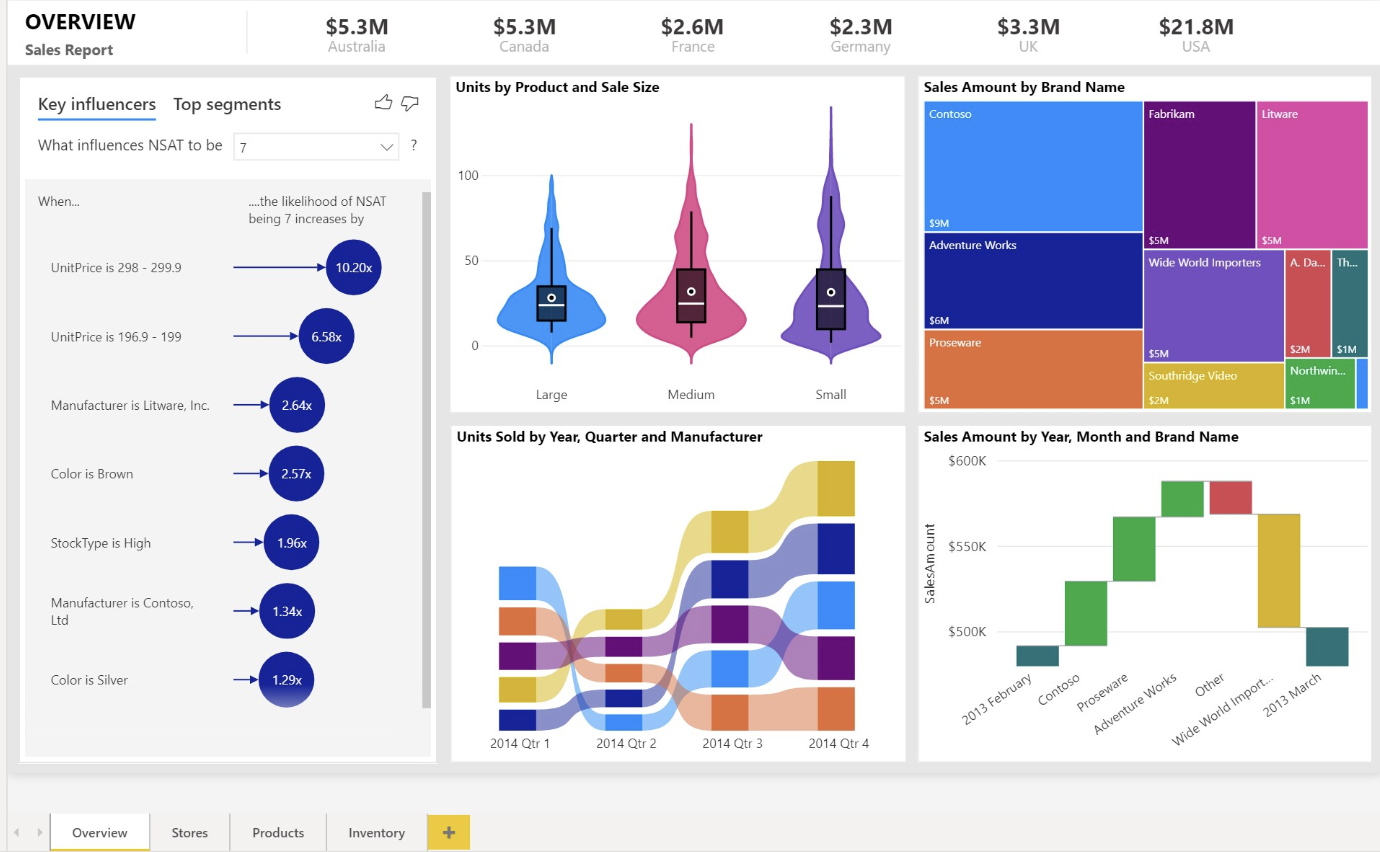 OVERVIEW
Sales Report
$5.3M
Australia
$5.3M
Canada
$2.6M
France
$2.3M
Germany
$3.3M
UK
$21.8M
USA
Key influencers
Top segments
What influences NSAT to be
7
?
When...
....the likelihood of NSAT
being 7 increases by
UnitPrice is 298 - 299.9
10.20x
UnitPrice is 196.9 - 199
6.58x
Manufacturer is Litware, Inc.
2.64x
Color is Brown
2.57x
StockType is High
1.96x
Manufacturer is Contoso,
Ltd
1.34x
Color is Silver
1.29x
Units by Product and Sale Size
100
50
0
Large
Medium
Small
Sales Amount by Brand Name
Contoso
$9M
Adventure Works
$6M
Proseware
$5M
Fabrikam
$5M
Litware
$5M
Wide World Importers
$5M
Southridge Video
$2M
A. Da...
$2M
Th...
$1M
Northwin...
$1M
Units Sold by Year, Quarter and Manufacturer
2014 Qtr 1
2014 Qtr 2
2014 Qtr 3
2014 Qtr 4
Sales Amount by Year, Month and Brand Name
SalesAmount
$600K
$550K
$500K
2013 February
Contoso
Proseware
Adventure Works
Other
Wide World Import...
2013 March
Overview
Stores
Products
Inventory
+